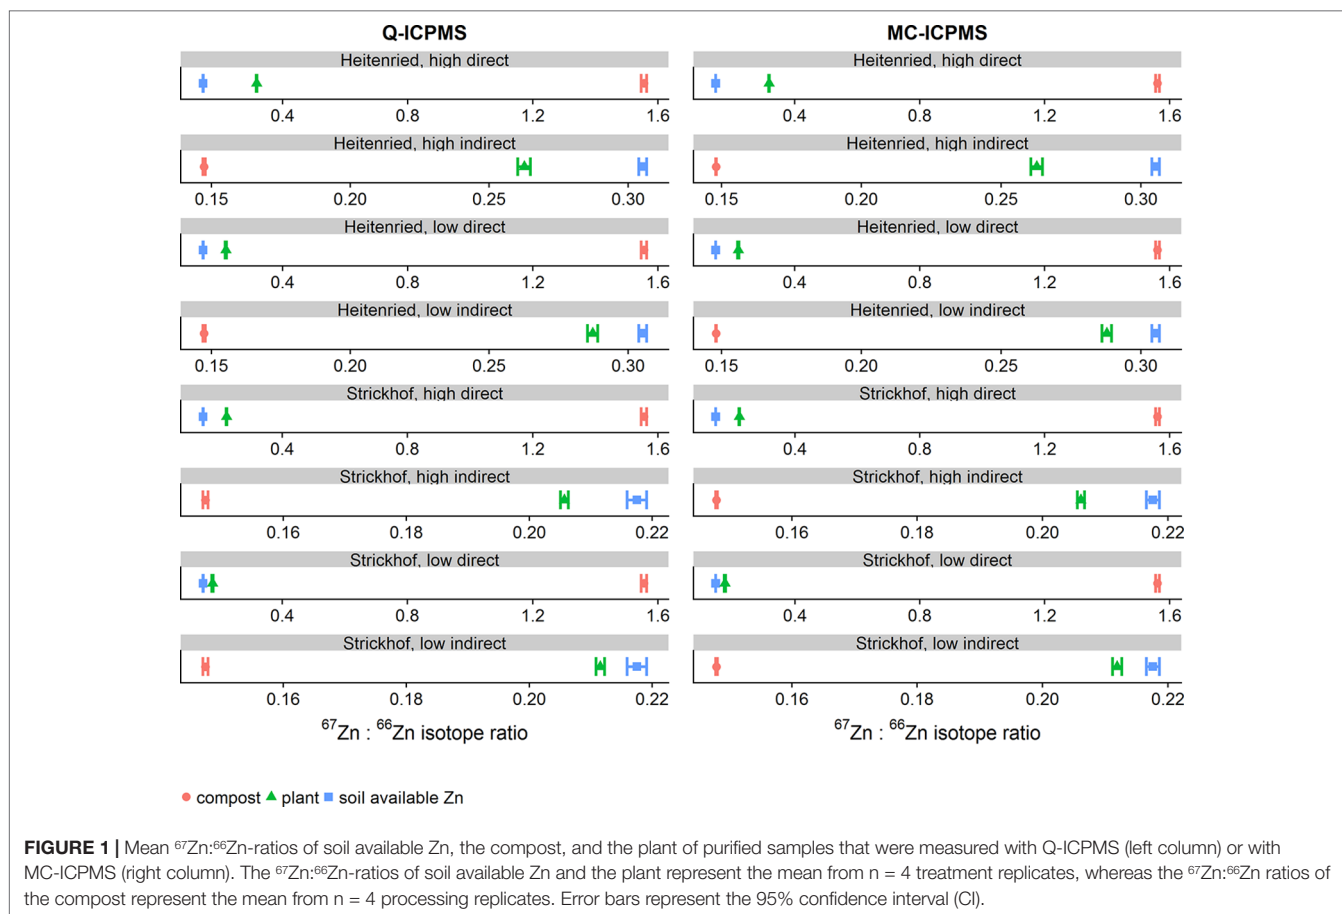 Q-ICPMS
Heitenried, high direct
0.4 0.8 1.2 1.6
Heitenried, high indirect
0.15 0.20 0.25 0.30
Heitenried, low direct
0.4 0.8 1.2 1.6
Heitenried, low indirect
0.15 0.20 0.25 0.30
Strickhof, high direct
0.4 0.8 1.2 1.6
Strickhof, high indirect
0.16 0.18 0.20 0.22
Strickhof, low direct
0.4 0.8 1.2 1.6
Strickhof, low indirect
0.16 0.18 0.20 0.22
⁶⁷Zn : ⁶⁶Zn isotope ratio
MC-ICPMS
Heitenried, high direct
0.4 0.8 1.2 1.6
Heitenried, high indirect
0.15 0.20 0.25 0.30
Heitenried, low direct
0.4 0.8 1.2 1.6
Heitenried, low indirect
0.15 0.20 0.25 0.30
Strickhof, high direct
0.4 0.8 1.2 1.6
Strickhof, high indirect
0.16 0.18 0.20 0.22
Strickhof, low direct
0.4 0.8 1.2 1.6
Strickhof, low indirect
0.16 0.18 0.20 0.22
⁶⁷Zn : ⁶⁶Zn isotope ratio
compost plant soil available Zn
FIGURE 1 | Mean ⁶⁷Zn:⁶⁶Zn-ratios of soil available Zn, the compost, and the plant of purified samples that were measured with Q-ICPMS (left column) or with
MC-ICPMS (right column). The ⁶⁷Zn:⁶⁶Zn-ratios of soil available Zn and the plant represent the mean from n = 4 treatment replicates, whereas the ⁶⁷Zn:⁶⁶Zn ratios of
the compost represent the mean from n = 4 processing replicates. Error bars represent the 95% confidence interval (CI).